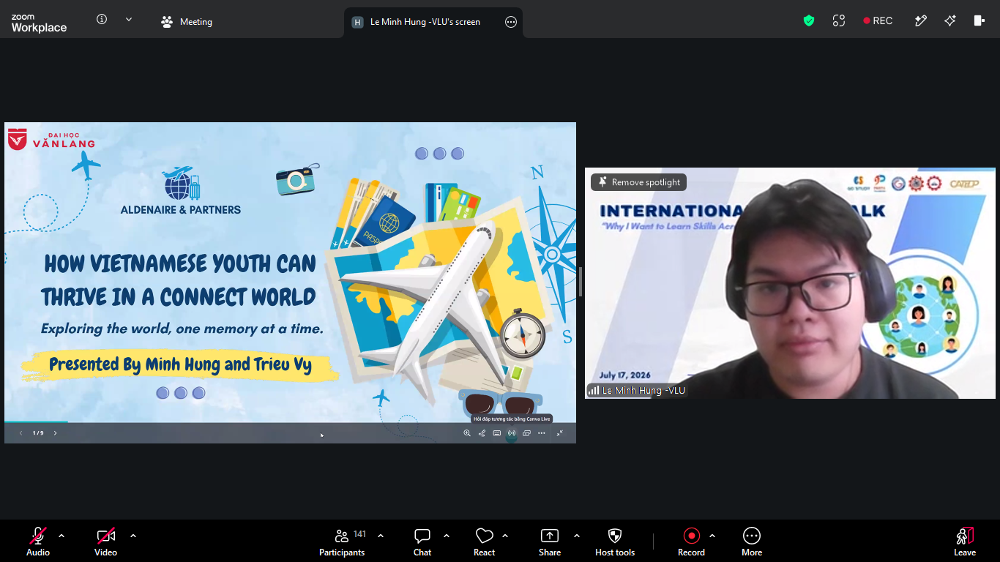 zoom
Workplace
Meeting
H
Le Minh Hung -VLU's screen
REC
ĐẠI HỌC
VĂN LANG
ALDENAIRE & PARTNERS
HOW VIETNAMESE YOUTH CAN
THRIVE IN A CONNECT WORLD
Exploring the world, one memory at a time.
Presented By Minh Hung and Trieu Vy
N
S
Hỏi đáp tương tác bằng Canva Live
1 / 9
Remove spotlight
INTERNATIONA
ALK
"Why I Want to Learn Skills Acr
July 17, 2026
Le Minh Hung -VLU
Audio
Video
141
Participants
Chat
React
Share
Host tools
Record
More
Leave